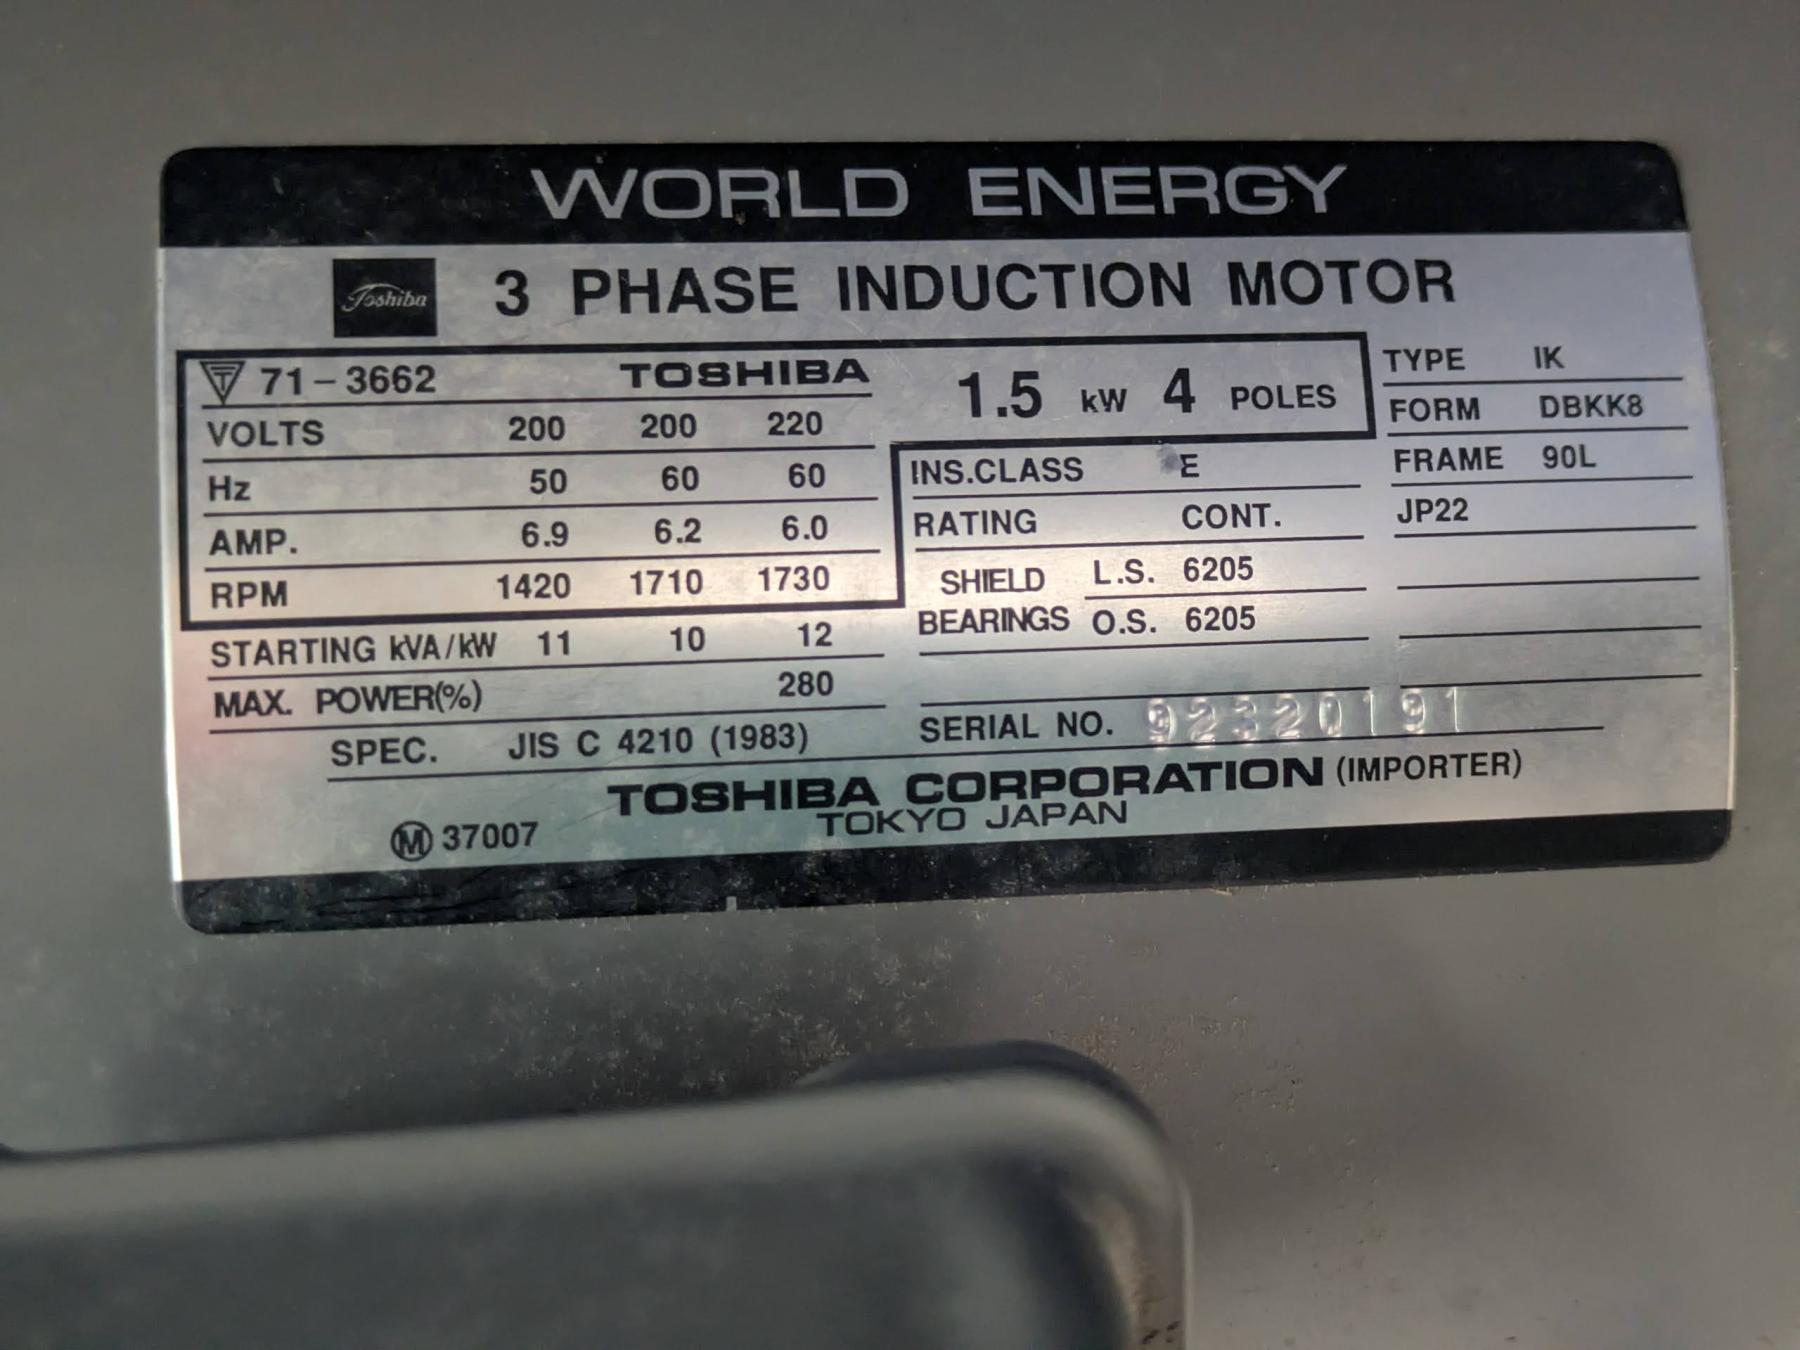 WORLD ENERGY
Toshiba 3 PHASE INDUCTION MOTOR
T 71-3662 TOSHIBA 1.5 kW 4 POLES
VOLTS 200 200 220
Hz 50 60 60
AMP. 6.9 6.2 6.0
RPM 1420 1710 1730
STARTING kVA/kW 11 10 12
MAX. POWER(%) 280
SPEC. JIS C 4210 (1983)
INS.CLASS E
RATING CONT.
SHIELD BEARINGS L.S. 6205
O.S. 6205
SERIAL NO. 92320191
TYPE IK
FORM DBKK8
FRAME 90L
JP22
TOSHIBA CORPORATION (IMPORTER)
TOKYO JAPAN
M 37007